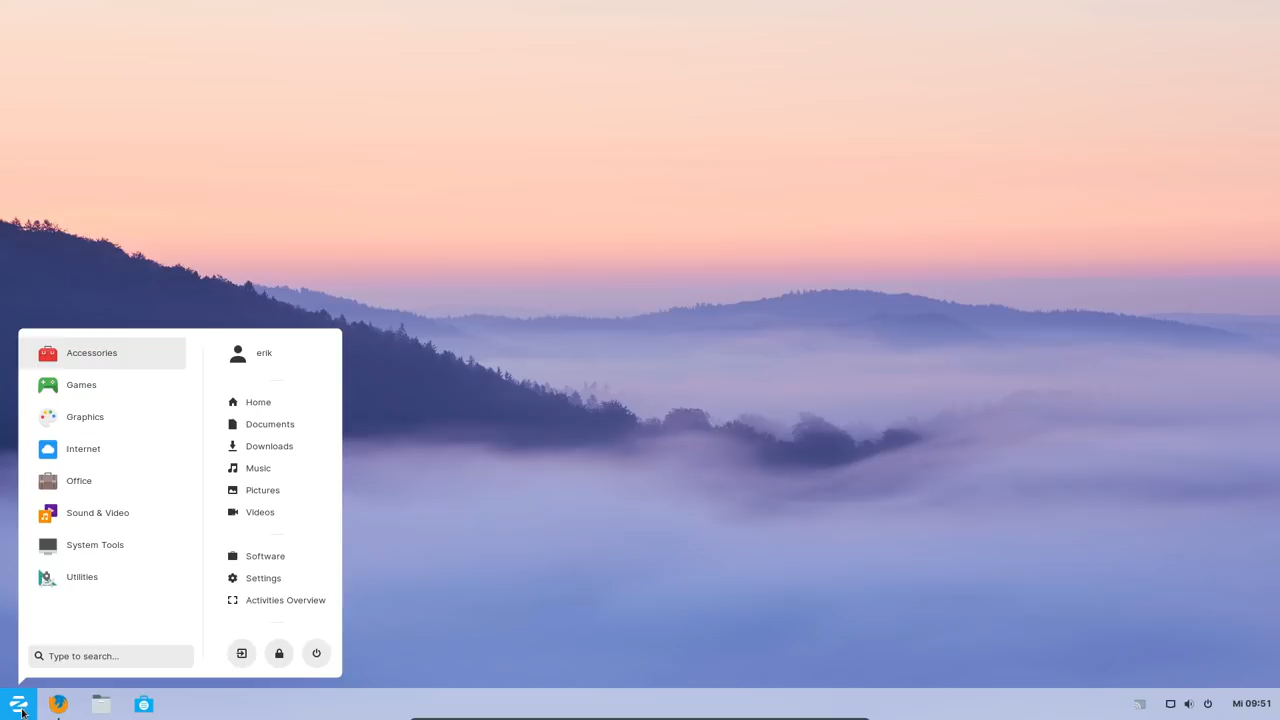 Accessories
Games
Graphics
Internet
Office
Sound & Video
System Tools
Utilities
Type to search...
erik
Home
Documents
Downloads
Music
Pictures
Videos
Software
Settings
Activities Overview
Mi 09:51